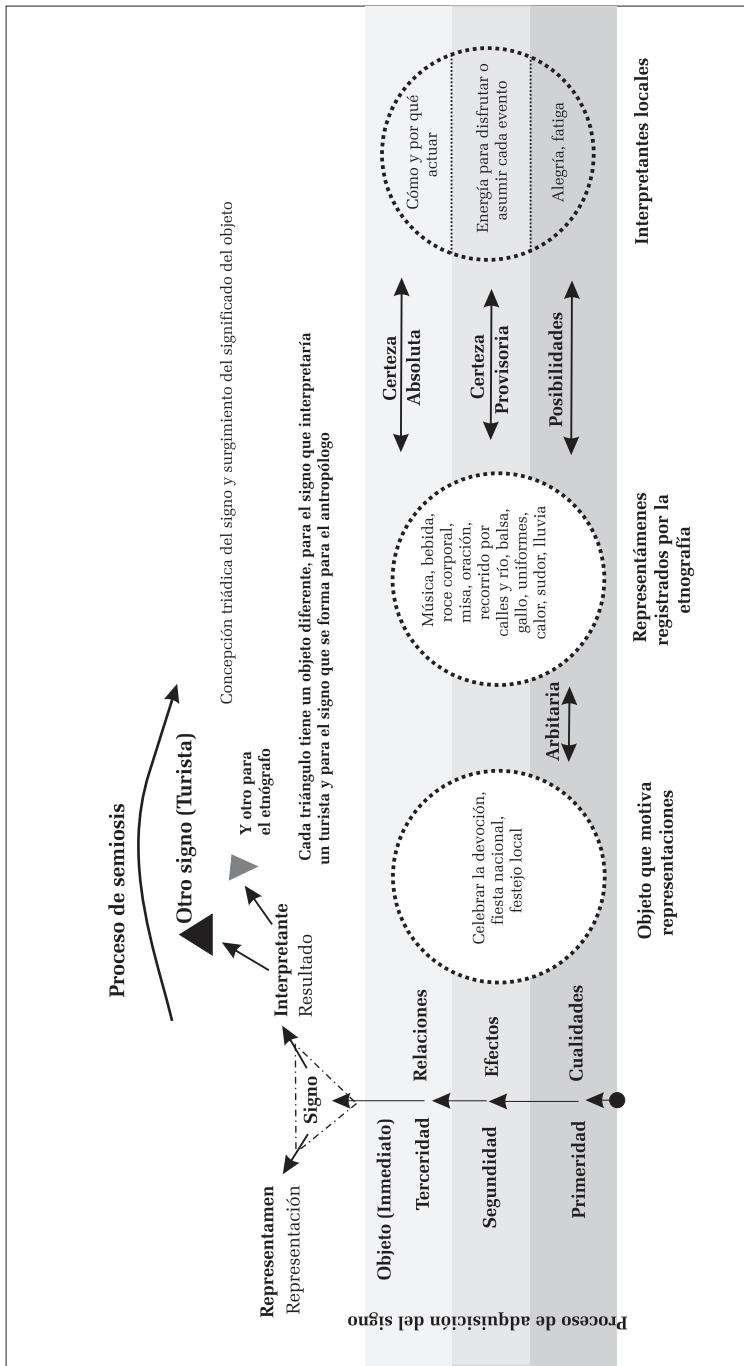 Proceso de semiosis
Otro signo (Turista)
Y otro para
el etnógrafo
Concepción triádica del signo y surgimiento del significado del objeto
Cada triángulo tiene un objeto diferente, para el signo que interpretaría
un turista y para el signo que se forma para el antropólogo
Representamen
Representación
Signo
Interpretante
Resultado
Objeto (Inmediato)
Terceridad
Relaciones
Segundidad
Efectos
Primeridad
Cualidades
Proceso de adquisición del signo
Celebrar la devoción,
fiesta nacional,
festejo local
Objeto que motiva
representaciones
Arbitaria
Música, bebida,
roce corporal,
misa, oración,
recorrido por
calles y río, balsa,
gallo, uniformes,
calor, sudor, lluvia
Representámenes
registrados por la
etnografía
Certeza
Absoluta
Certeza
Provisoria
Posibilidades
Cómo y por qué
actuar
Energía para disfrutar o
asumir cada evento
Alegría, fatiga
Interpretantes locales